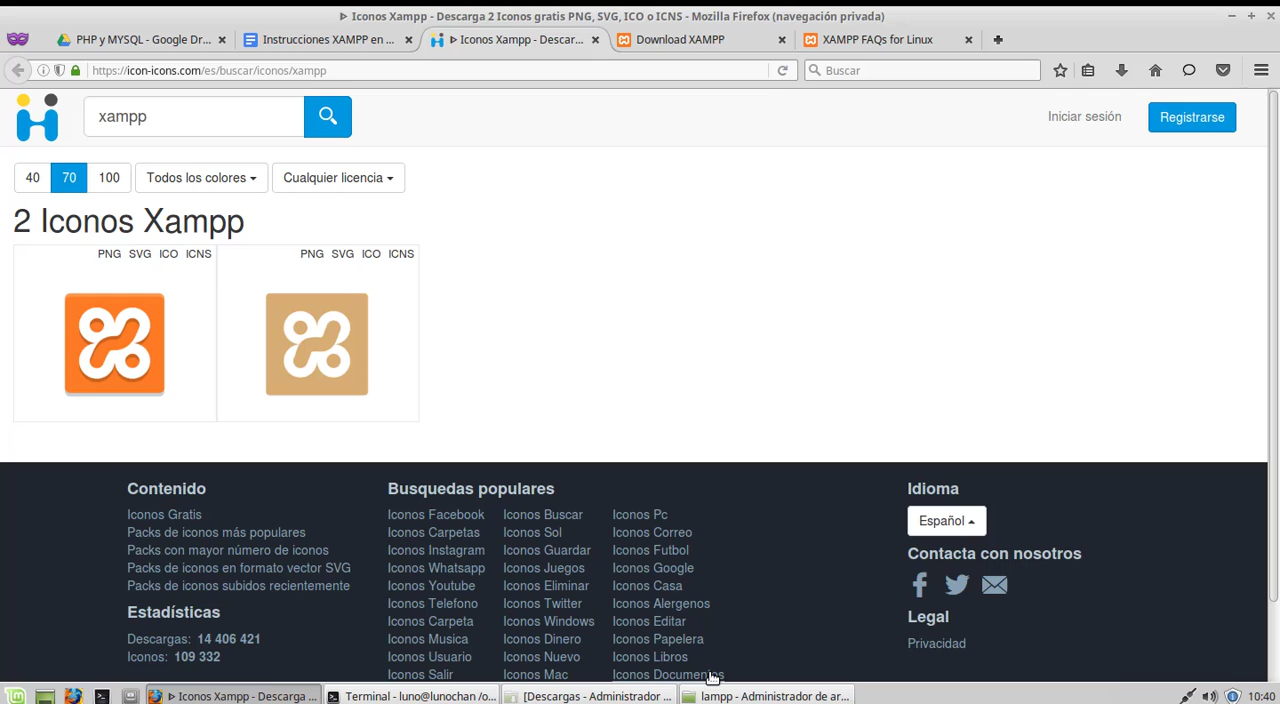 Iconos Xampp - Descarga 2 Iconos gratis PNG, SVG, ICO o ICNS - Mozilla Firefox (navegación privada)
PHP y MYSQL - Google Dr...
Instrucciones XAMPP en ...
Iconos Xampp - Descar...
Download XAMPP
XAMPP FAQs for Linux
https://icon-icons.com/es/buscar/iconos/xampp
Buscar
xampp
Iniciar sesión
Registrarse
40
70
100
Todos los colores
Cualquier licencia
2 Iconos Xampp
PNG SVG ICO ICNS
PNG SVG ICO ICNS
Contenido
Iconos Gratis
Packs de iconos más populares
Packs con mayor número de iconos
Packs de iconos en formato vector SVG
Packs de iconos subidos recientemente
Estadísticas
Descargas: 14 406 421
Iconos: 109 332
Busquedas populares
Iconos Facebook
Iconos Carpetas
Iconos Instagram
Iconos Whatsapp
Iconos Youtube
Iconos Telefono
Iconos Carpeta
Iconos Musica
Iconos Usuario
Iconos Salir
Iconos Buscar
Iconos Sol
Iconos Guardar
Iconos Juegos
Iconos Eliminar
Iconos Twitter
Iconos Windows
Iconos Dinero
Iconos Nuevo
Iconos Mac
Iconos Pc
Iconos Correo
Iconos Futbol
Iconos Google
Iconos Casa
Iconos Alergenos
Iconos Editar
Iconos Papelera
Iconos Libros
Iconos Documentos
Idioma
Español
Contacta con nosotros
Legal
Privacidad
Iconos Xampp - Descarga ...
Terminal - luno@lunochan /o...
[Descargas - Administrador ...
lampp - Administrador de ar...
10:40